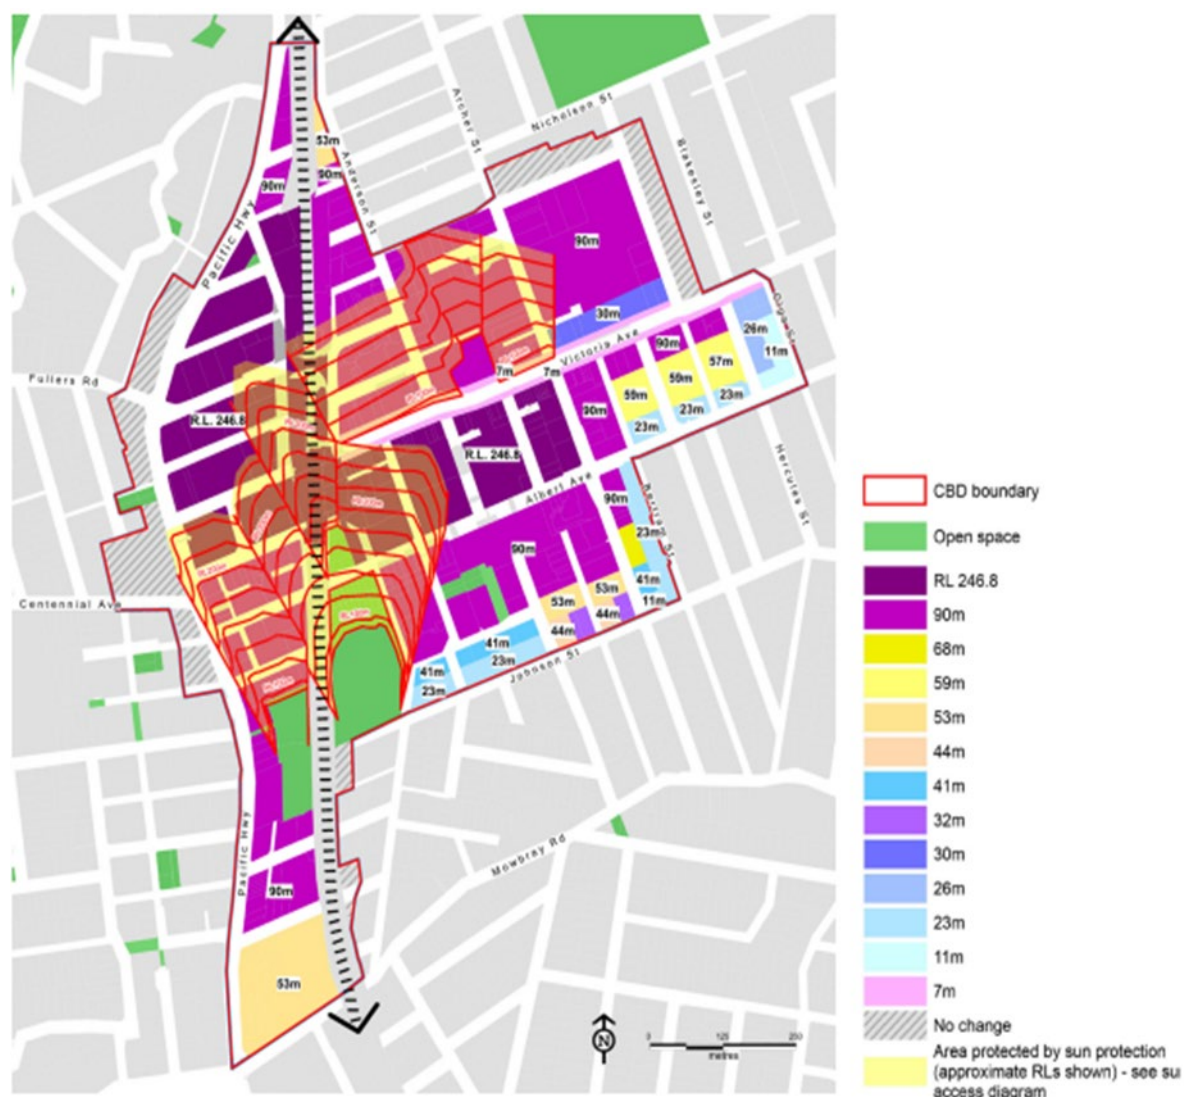 53m
Archer St
Nicholson St
90m
90m
Anderson St
Blakesley St
Pacific Hwy
90m
30m
Olga St
26m
Victoria Ave
90m
11m
57m
7m
7m
Fullers Rd
59m
59m
23m
23m
90m
R.L. 246.8
23m
R.L. 246.8
Albert Ave
Hercules St
90m
23m
90m
41m
53m
53m
11m
Centennial Ave
44m
44m
41m
23m
Johnson St
41m
23m
Pacific Hwy
Mowbray Rd
90m
53m
N
0 125 250
metres
CBD boundary
Open space
RL 246.8
90m
68m
59m
53m
44m
41m
32m
30m
26m
23m
11m
7m
No change
Area protected by sun protection
(approximate RLs shown) - see su
access diagram